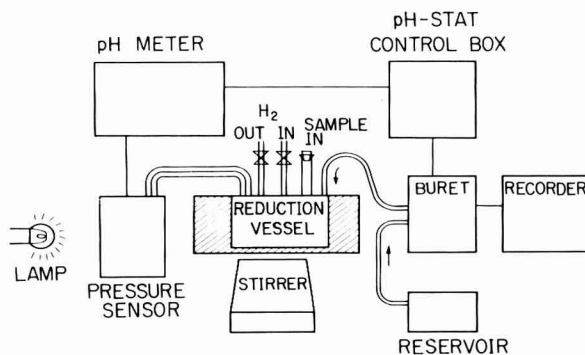 pH METER
pH-STAT
CONTROL BOX
H2
OUT IN
SAMPLE
IN
REDUCTION
VESSEL
BURET
RECORDER
LAMP
PRESSURE
SENSOR
STIRRER
RESERVOIR